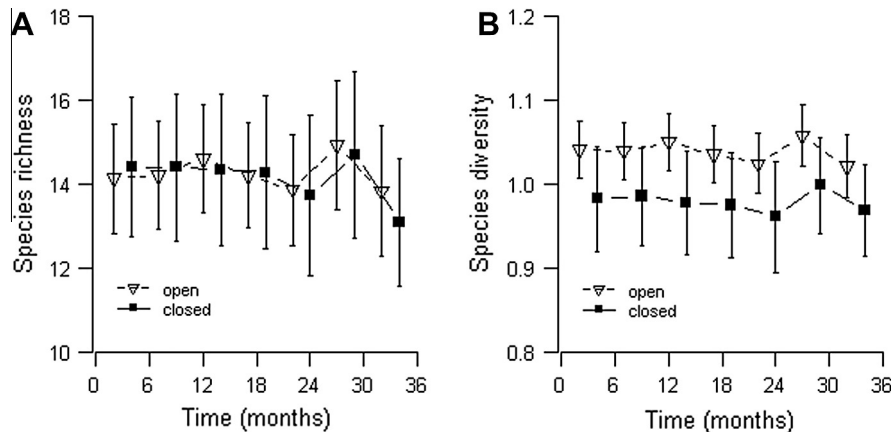 A
Species richness
18
16
14
12
10
open
closed
0 6 12 18 24 30 36
Time (months)
B
Species diversity
1.2
1.1
1.0
0.9
0.8
open
closed
0 6 12 18 24 30 36
Time (months)